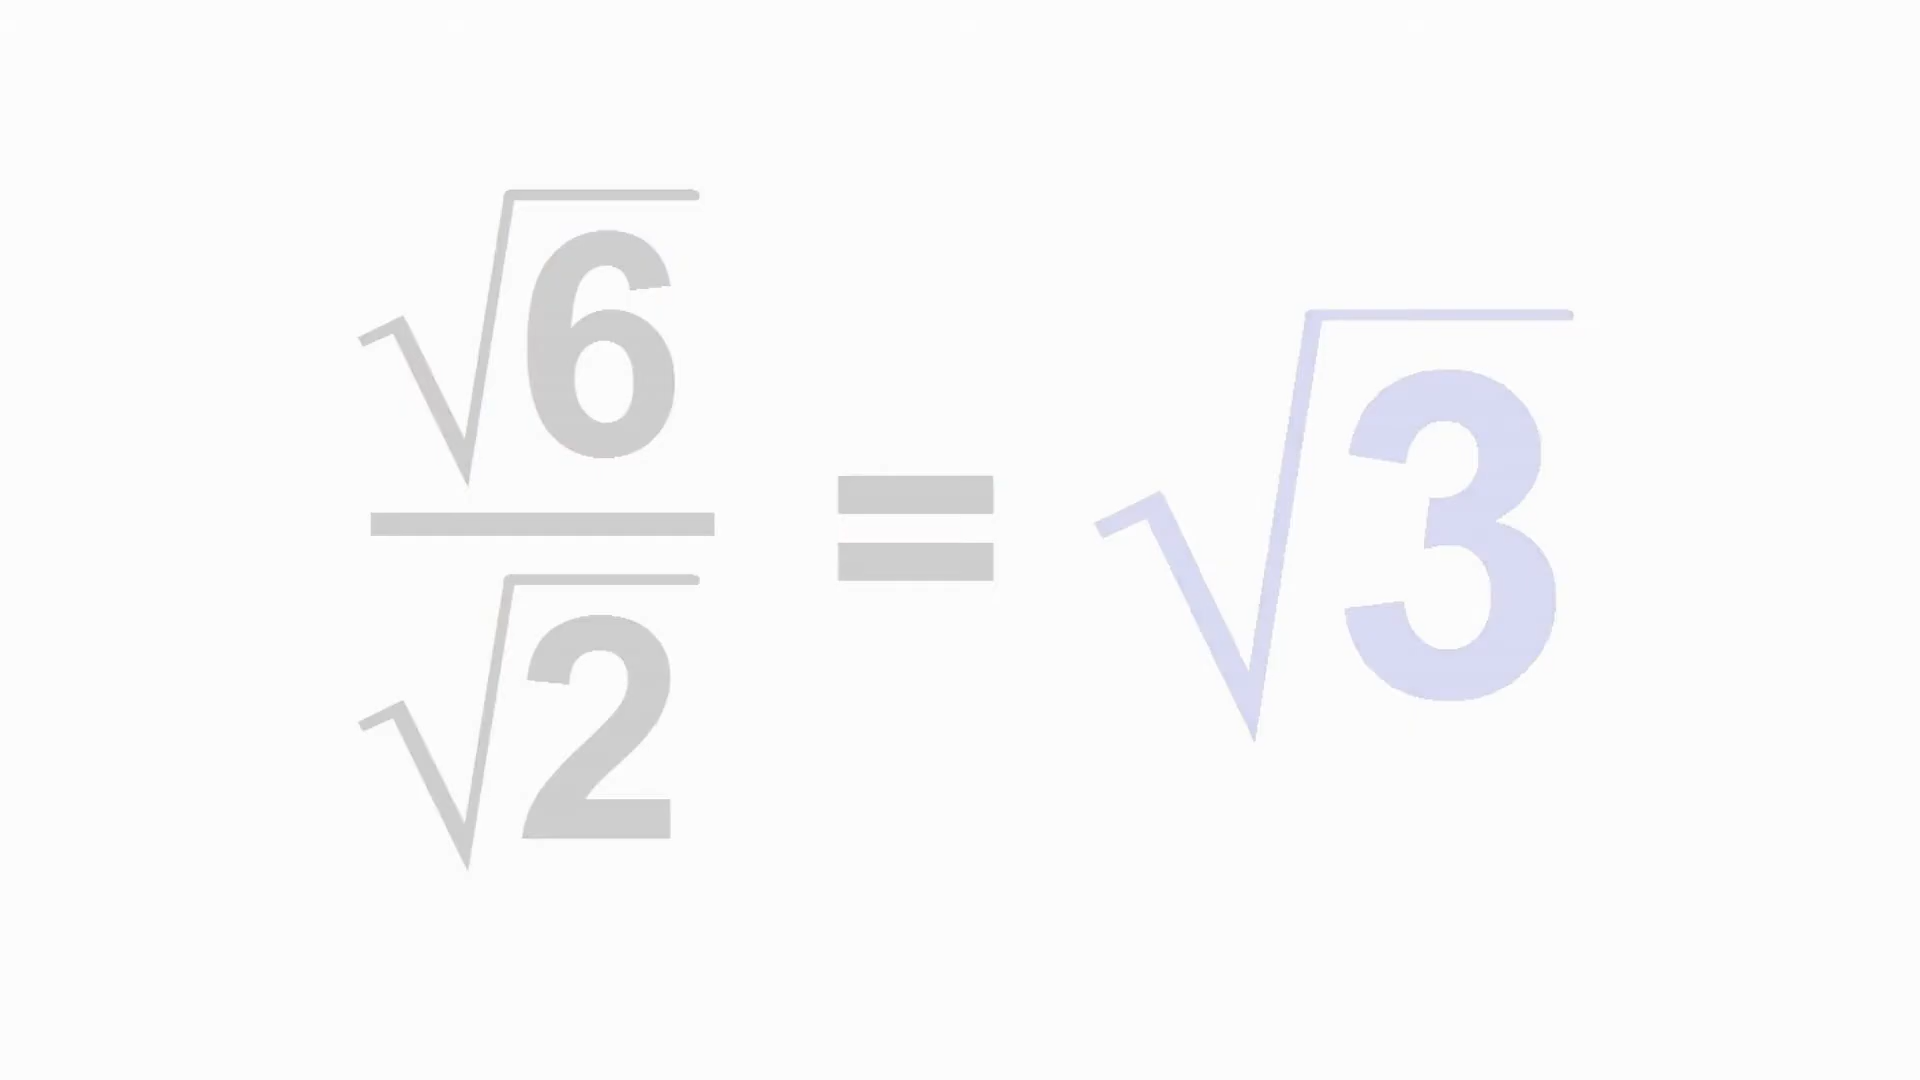 √6 / √2 = √3